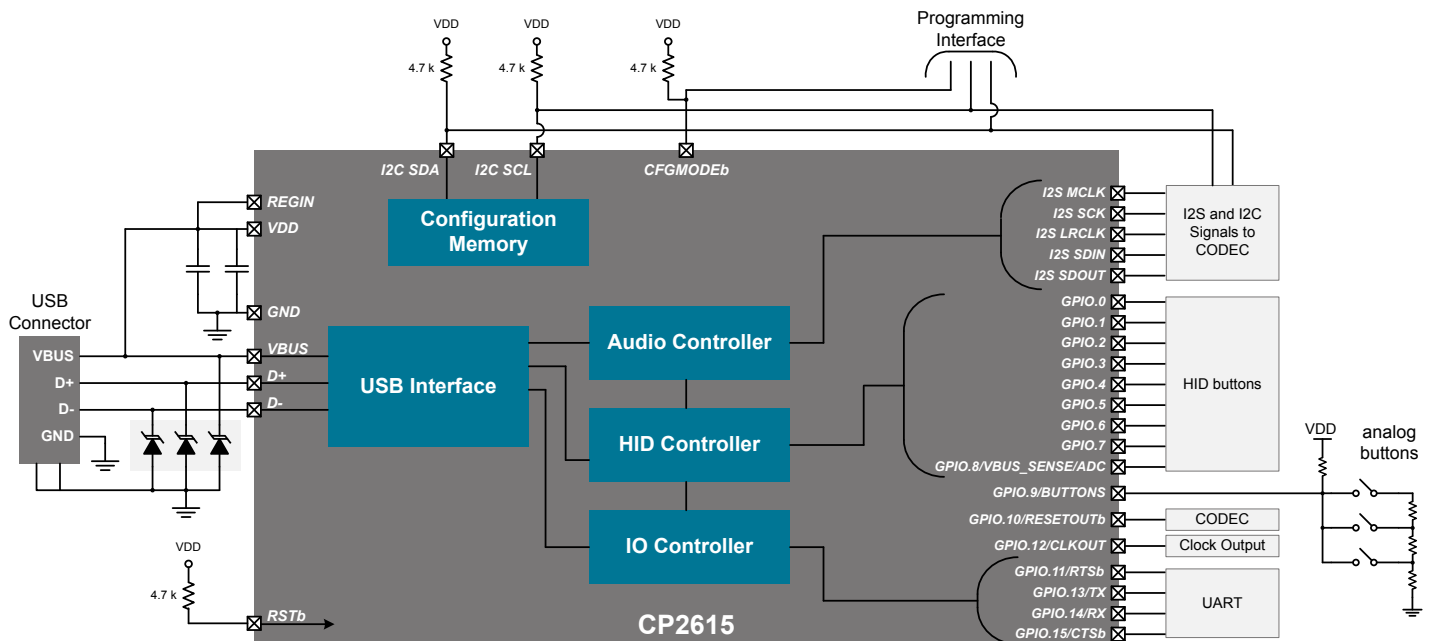 Programming
Interface
VDD
VDD
VDD
4.7 k
4.7 k
4.7 k
I2C SDA
I2C SCL
CFGMODEb
REGIN
VDD
GND
VBUS
D+
D-
RSTb
Configuration
Memory
USB
Connector
VBUS
D+
D-
GND
USB Interface
Audio Controller
HID Controller
IO Controller
I2S MCLK
I2S SCK
I2S LRCLK
I2S SDIN
I2S SDOUT
I2S and I2C
Signals to
CODEC
GPIO.0
GPIO.1
GPIO.2
GPIO.3
GPIO.4
GPIO.5
GPIO.6
GPIO.7
GPIO.8/VBUS_SENSE/ADC
HID buttons
GPIO.9/BUTTONS
VDD
analog
buttons
GPIO.10/RESETOUTb
CODEC
GPIO.12/CLKOUT
Clock Output
GPIO.11/RTSb
GPIO.13/TX
GPIO.14/RX
GPIO.15/CTSb
UART
VDD
4.7 k
CP2615